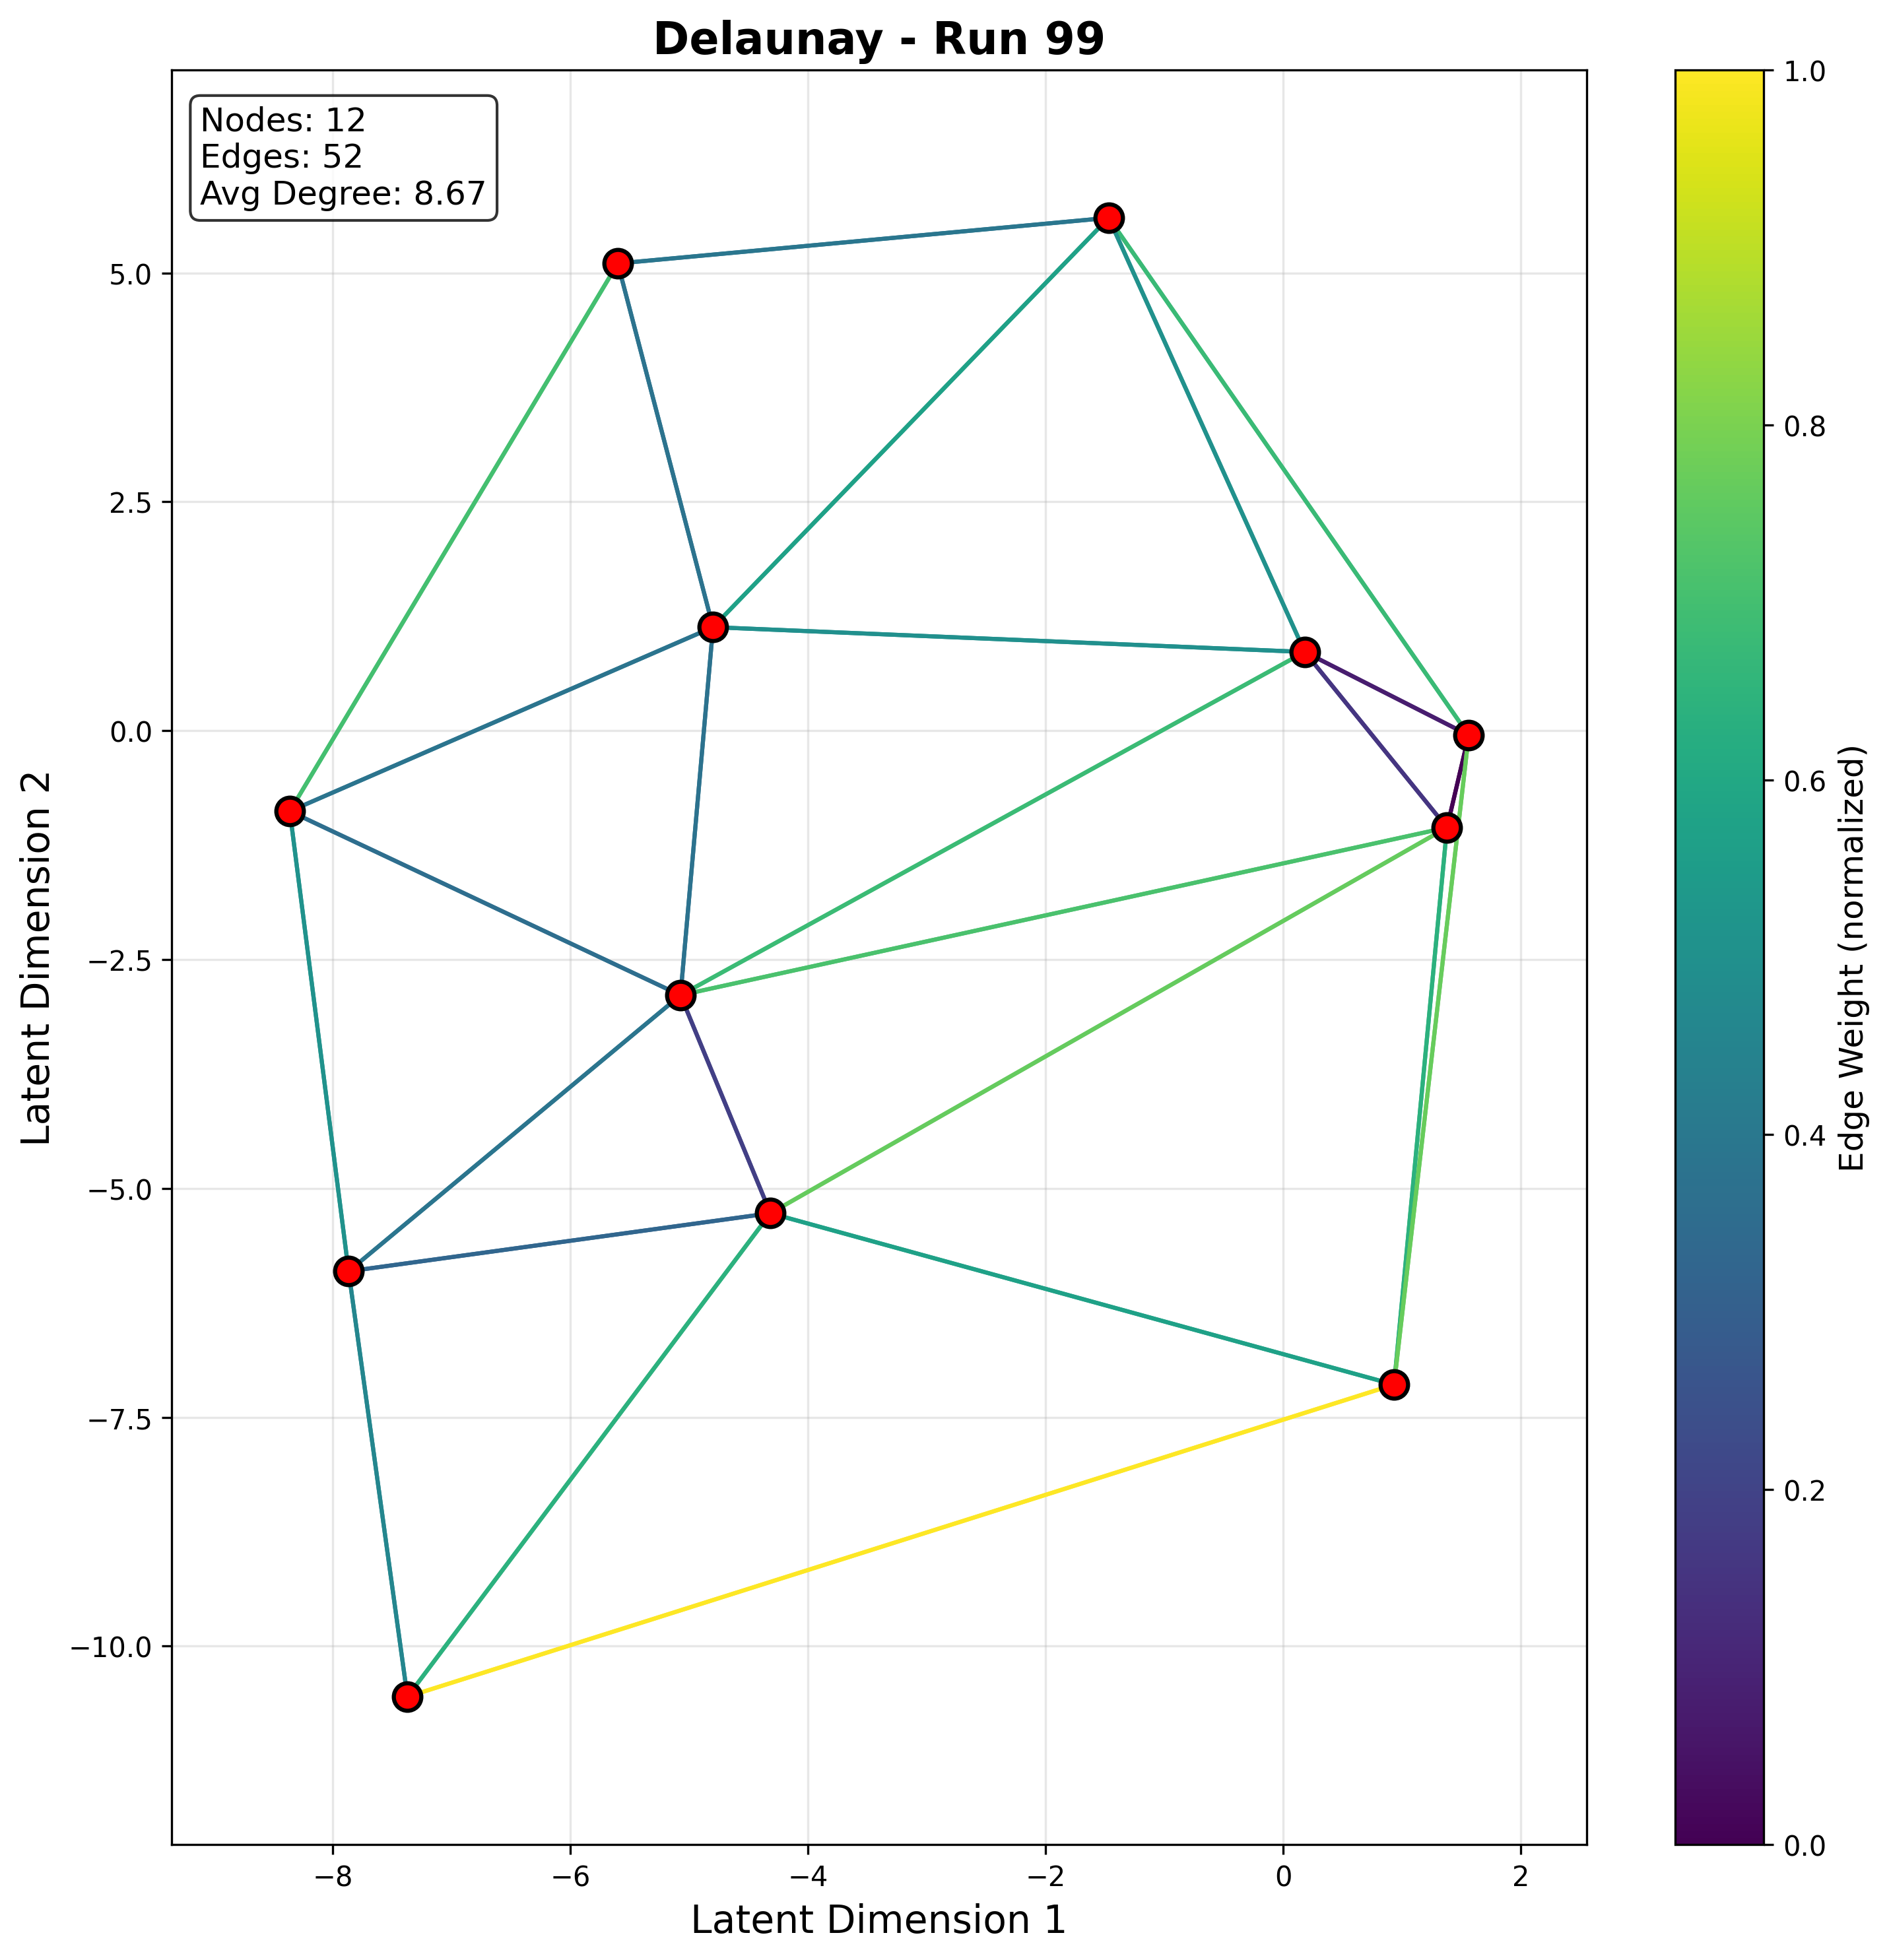 Delaunay - Run 99
Nodes: 12
Edges: 52
Avg Degree: 8.67
5.0
2.5
0.0
−2.5
−5.0
−7.5
−10.0
Latent Dimension 2
−8
−6
−4
−2
0
2
Latent Dimension 1
1.0
0.8
0.6
0.4
0.2
0.0
Edge Weight (normalized)